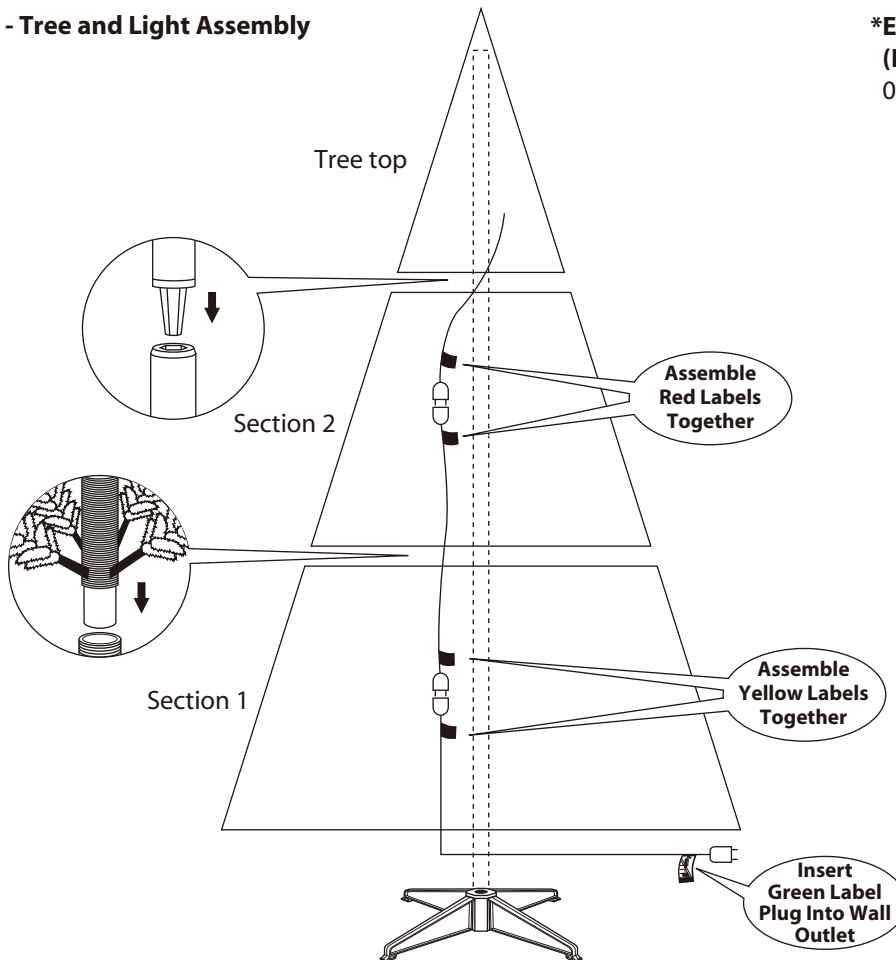 - Tree and Light Assembly
*E
(
0
Tree top
Assemble
Red Labels
Together
Section 2
Assemble
Yellow Labels
Together
Section 1
Insert
Green Label
Plug Into Wall
Outlet